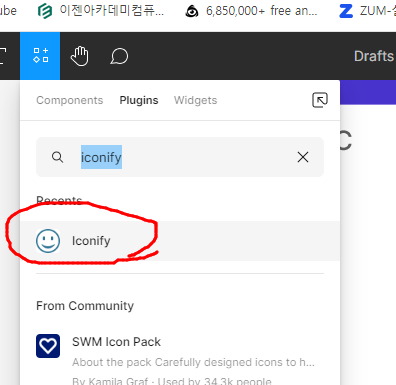 ube 이젠아카데미컴퓨... 6,850,000+ free an... ZUM-
Drafts
Components Plugins Widgets
iconify
Recents
Iconify
From Community
SWM Icon Pack
About the pack Carefully designed icons to h...
By Kamila Graf · Used by 34.3k people